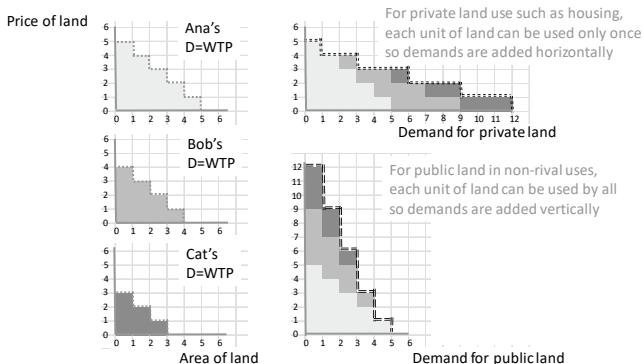 Price of land
Ana's
D=WTP
6
5
4
3
2
1
0
0 1 2 3 4 5 6
Bob's
D=WTP
6
5
4
3
2
1
0
0 1 2 3 4 5 6
Cat's
D=WTP
6
5
4
3
2
1
0
0 1 2 3 4 5 6
Area of land
For private land use such as housing,
each unit of land can be used only once
so demands are added horizontally
6
5
4
3
2
1
0
0 1 2 3 4 5 6 7 8 9 10 11 12
Demand for private land
For public land in non-rival uses,
each unit of land can be used by all
so demands are added vertically
12
11
10
9
8
7
6
5
4
3
2
1
0
0 1 2 3 4 5 6
Demand for public land